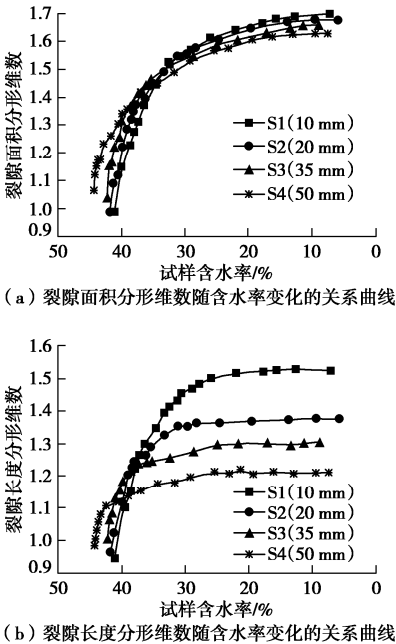 1.7
1.6
1.5
1.4
1.3
1.2
1.1
1.0
0.9
裂隙面积分形维数
S1(10 mm)
S2(20 mm)
S3(35 mm)
S4(50 mm)
50 40 30 20 10 0
试样含水率/%
(a)裂隙面积分形维数随含水率变化的关系曲线
1.6
1.5
1.4
1.3
1.2
1.1
1.0
0.9
裂隙长度分形维数
S1(10 mm)
S2(20 mm)
S3(35 mm)
S4(50 mm)
50 40 30 20 10 0
试样含水率/%
(b)裂隙长度分形维数随含水率变化的关系曲线